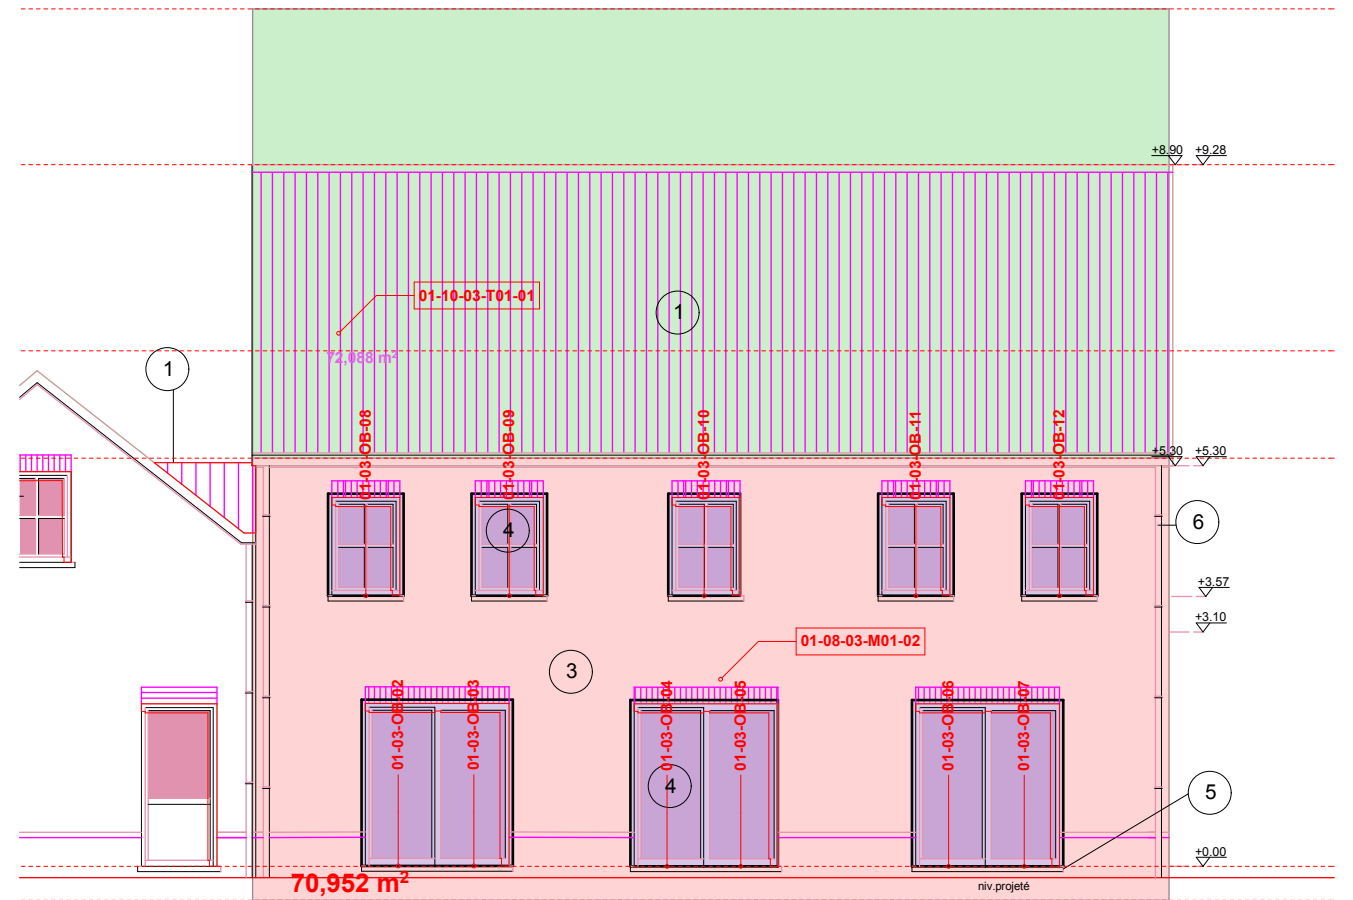 +8.90 +9.28
01-10-03-T01-01
1
72,088 m²
1
01-03-OB-08
01-03-OB-09
01-03-OB-10
01-03-OB-11
01-03-OB-12
+5.30 +5.30
4
6
+3.57
+3.10
01-08-03-M01-02
3
01-03-OB-02
01-03-OB-03
01-03-OB-04
01-03-OB-05
01-03-OB-06
01-03-OB-07
4
5
+0.00
70,952 m²
niv.projeté